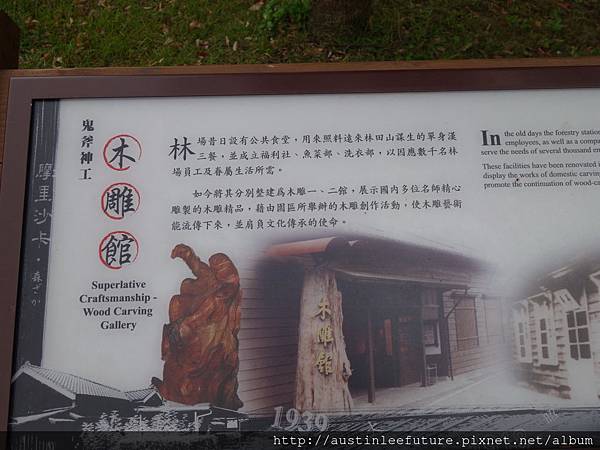 鬼斧神工
木雕館
Superlative
Craftsmanship -
Wood Carving
Gallery
摩里沙卡
林場昔日設有公共食堂，用來照料遠來林田山謀生的單身漢
三餐，並成立福利社、魚菜部、洗衣部，以因應數千名林
場員工及眷屬生活所需。
如今將其分別整建為木雕一、二館，展示國內多位名師精心
雕製的木雕精品，藉由園區所舉辦的木雕創作活動，使木雕藝術
能流傳下來，並肩負文化傳承的使命。
In the old days the forestry station
employees, as well as a compa
serve the needs of several thousand em
These facilities have been renovated i
display the works of domestic carving
promote the continuation of wood-ca
木雕館
1939
http://austinleefuture.pixnet.net/album